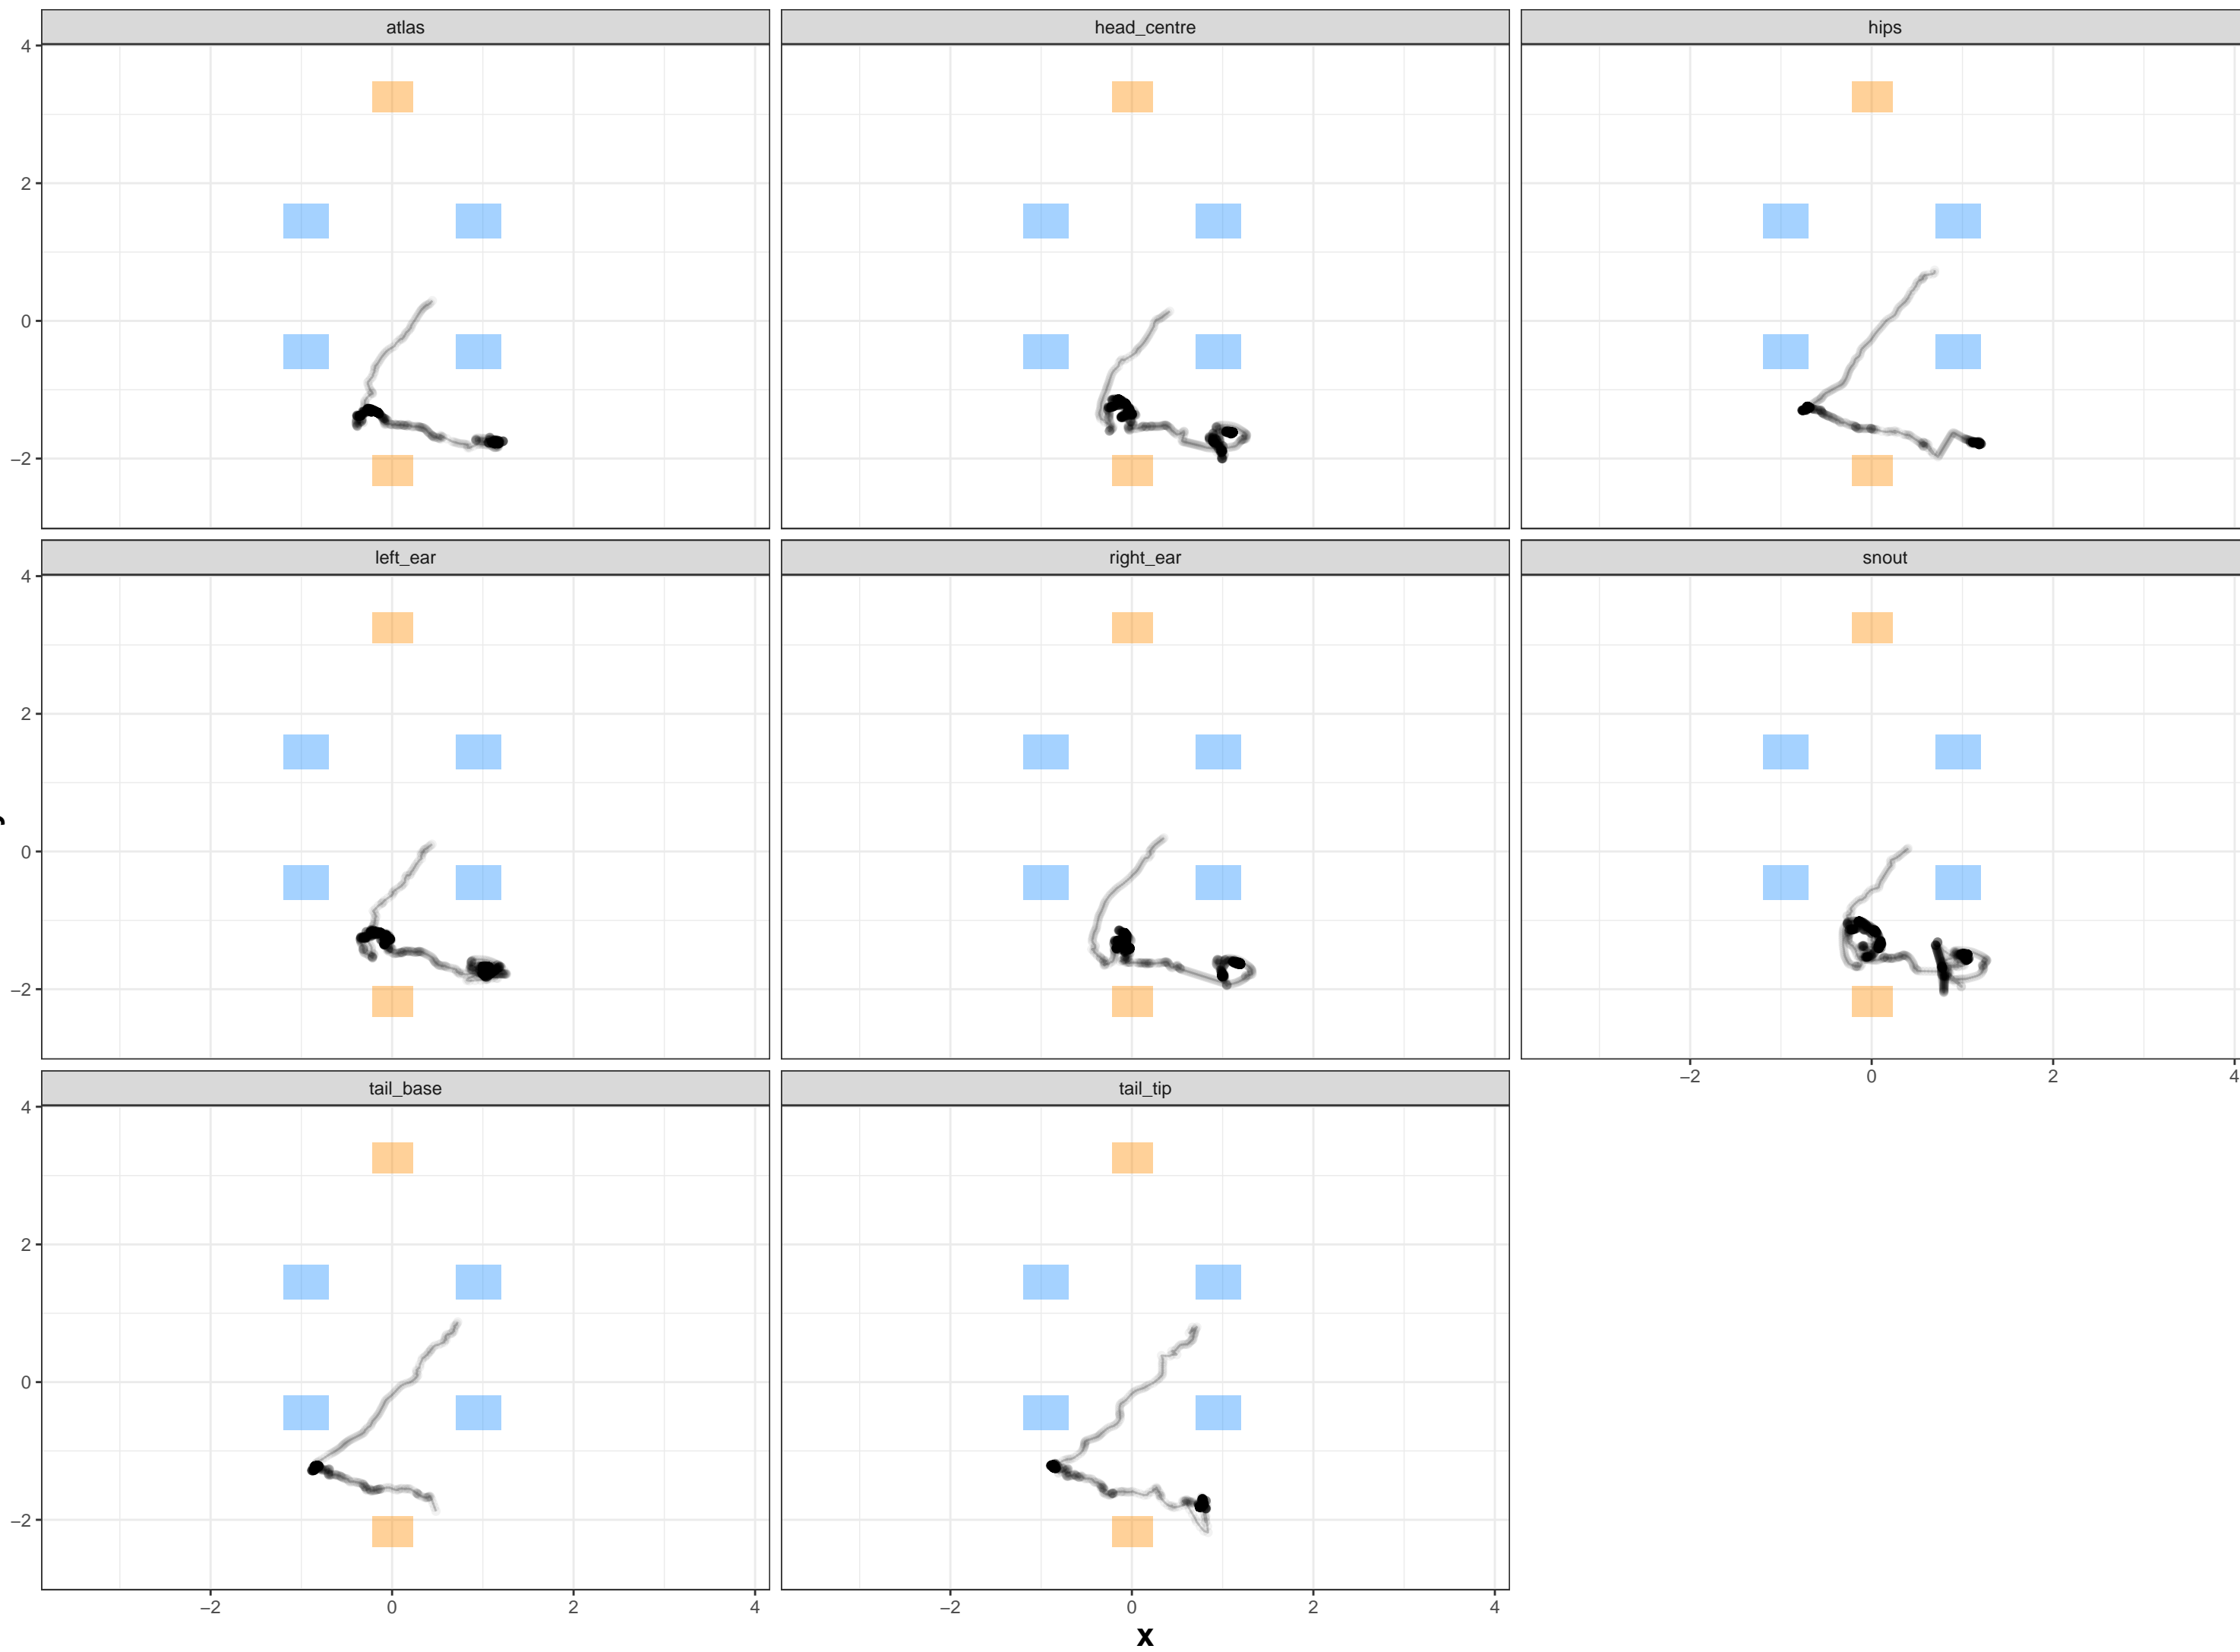 atlas head_centre hips
4
2
0
−2
left_ear right_ear snout
4
2
0
−2
−2 0 2 4
tail_base tail_tip
4
2
0
−2
−2 0 2 4 −2 0 2 4
x